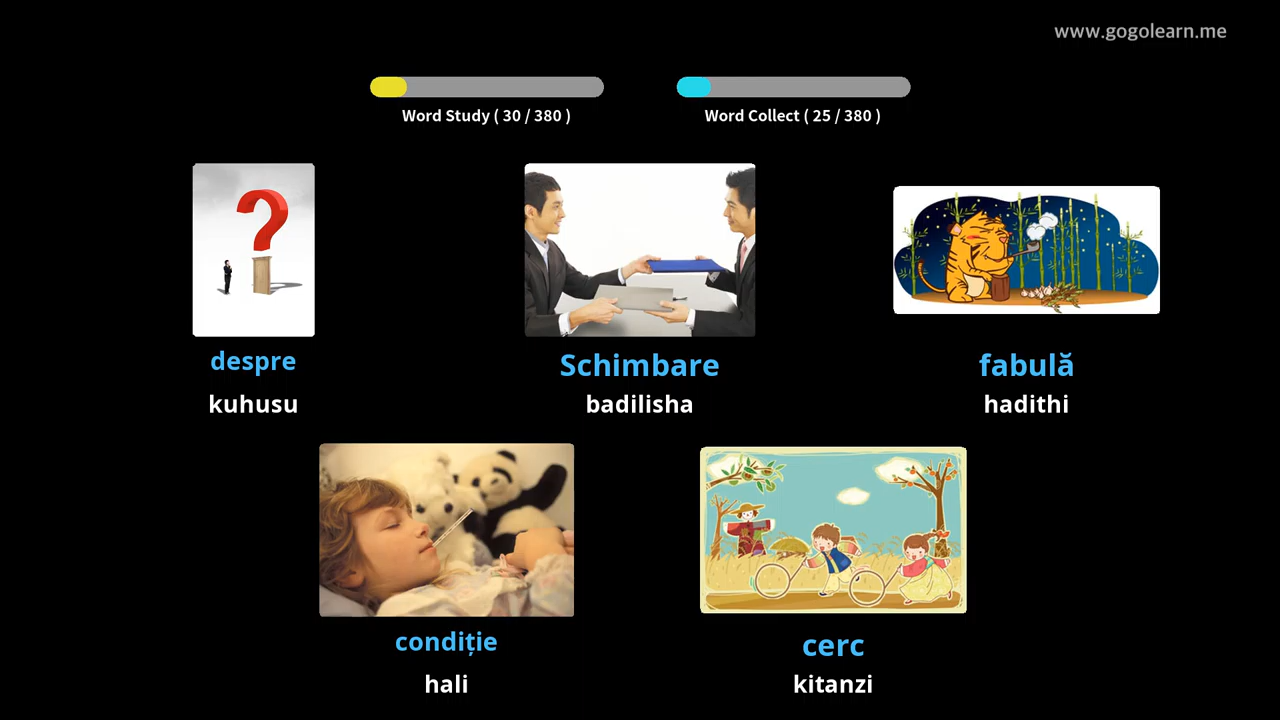 www.gogolearn.me
Word Study ( 30 / 380 )
Word Collect ( 25 / 380 )
despre
kuhusu
Schimbare
badilisha
fabulă
hadithi
condiție
hali
cerc
kitanzi